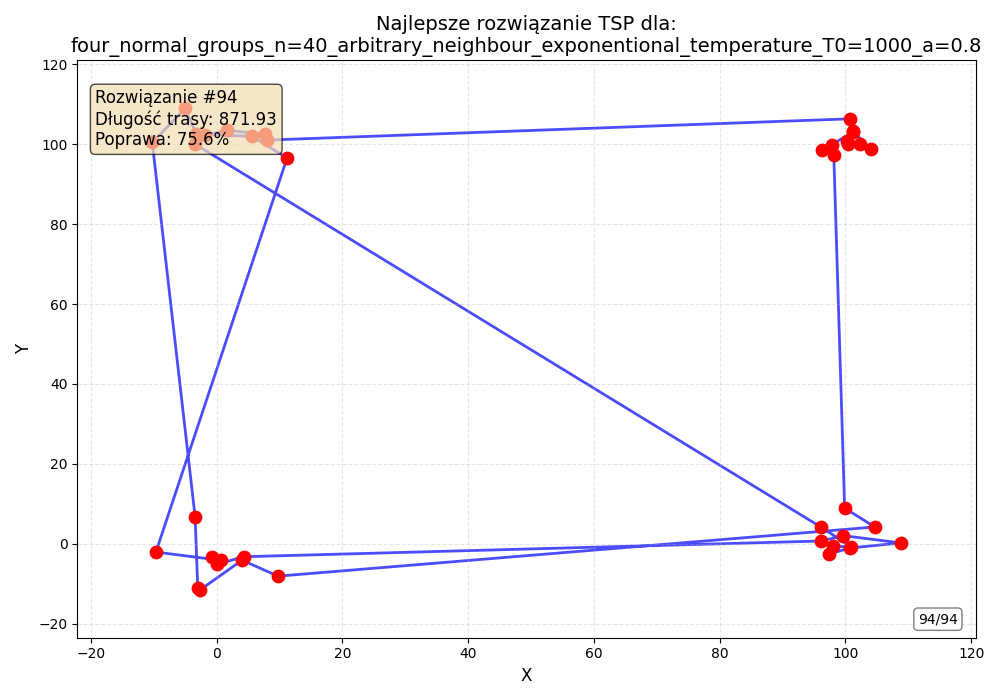 Najlepsze rozwiązanie TSP dla:
four_normal_groups_n=40_arbitrary_neighbour_exponential_temperature_T0=1000_a=0.8
Rozwiązanie #94
Długość trasy: 871.93
Poprawa: 75.6%
120
100
80
60
40
20
0
−20
Y
94/94
−20
0
20
40
60
80
100
120
X